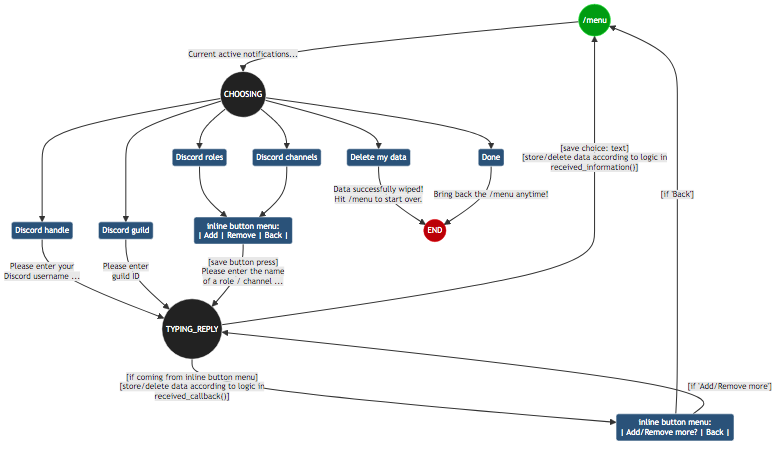 /menu
Current active notifications...
CHOOSING
[save choice: text]
[store/delete data according to logic in
received_information()]
Discord roles
Discord channels
Delete my data
Done
Data successfully wiped!
Hit /menu to start over.
Bring back the /menu anytime!
[if 'Back']
Discord handle
Discord guild
inline button menu:
| Add | Remove | Back |
END
Please enter your
Discord username ...
Please enter
guild ID
[save button press]
Please enter the name
of a role / channel ...
TYPING_REPLY
[if coming from inline button menu]
[store/delete data according to logic in
received_callback()]
[if 'Add/Remove more']
inline button menu:
| Add/Remove more? | Back |